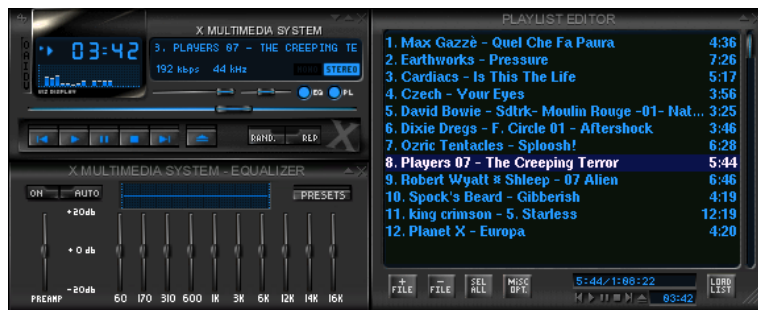 X MULTIMEDIA SYSTEM
O
A
I
D
U
03:42
3. PLAYERS 07 - THE CREEPING TE
192 kbps 44 kHz MONO STEREO
VIZ DISPLAY
EQ PL
RAND. REP
X
X MULTIMEDIA SYSTEM - EQUALIZER
ON AUTO PRESETS
+20db
+0 db
-20db
PREAMP 60 170 310 600 1K 3K 6K 12K 14K 16K
PLAYLIST EDITOR
1. Max Gazzè - Quel Che Fa Paura 4:36
2. Earthworks - Pressure 7:26
3. Cardiacs - Is This The Life 5:17
4. Czech - Your Eyes 3:56
5. David Bowie - Sdtrk- Moulin Rouge -01- Nat... 3:25
6. Dixie Dregs - F. Circle 01 - Aftershock 3:46
7. Ozric Tentacles - Sploosh! 6:28
8. Players 07 - The Creeping Terror 5:44
9. Robert Wyatt ¤ Shleep - 07 Alien 6:46
10. Spock's Beard - Gibberish 4:19
11. king crimson - 5. Starless 12:19
12. Planet X - Europa 4:20
+ FILE
- FILE
SEL ALL
MISC OPT.
5:44/1:08:22
03:42
LOAD LIST